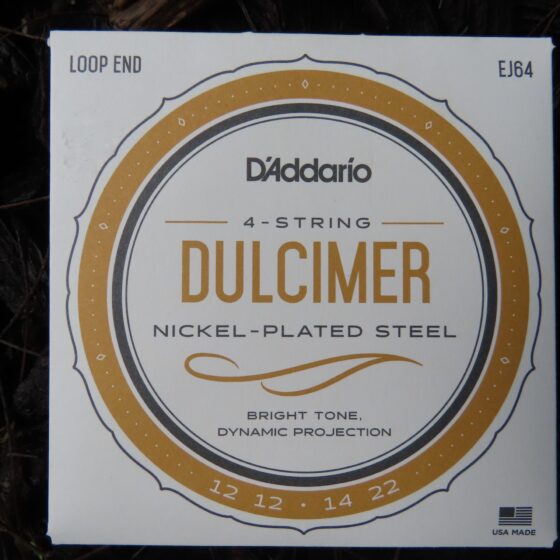 LOOP END
EJ64
D'Addario
4-STRING
DULCIMER
NICKEL-PLATED STEEL
BRIGHT TONE,
DYNAMIC PROJECTION
12 12 • 14 22
USA MADE